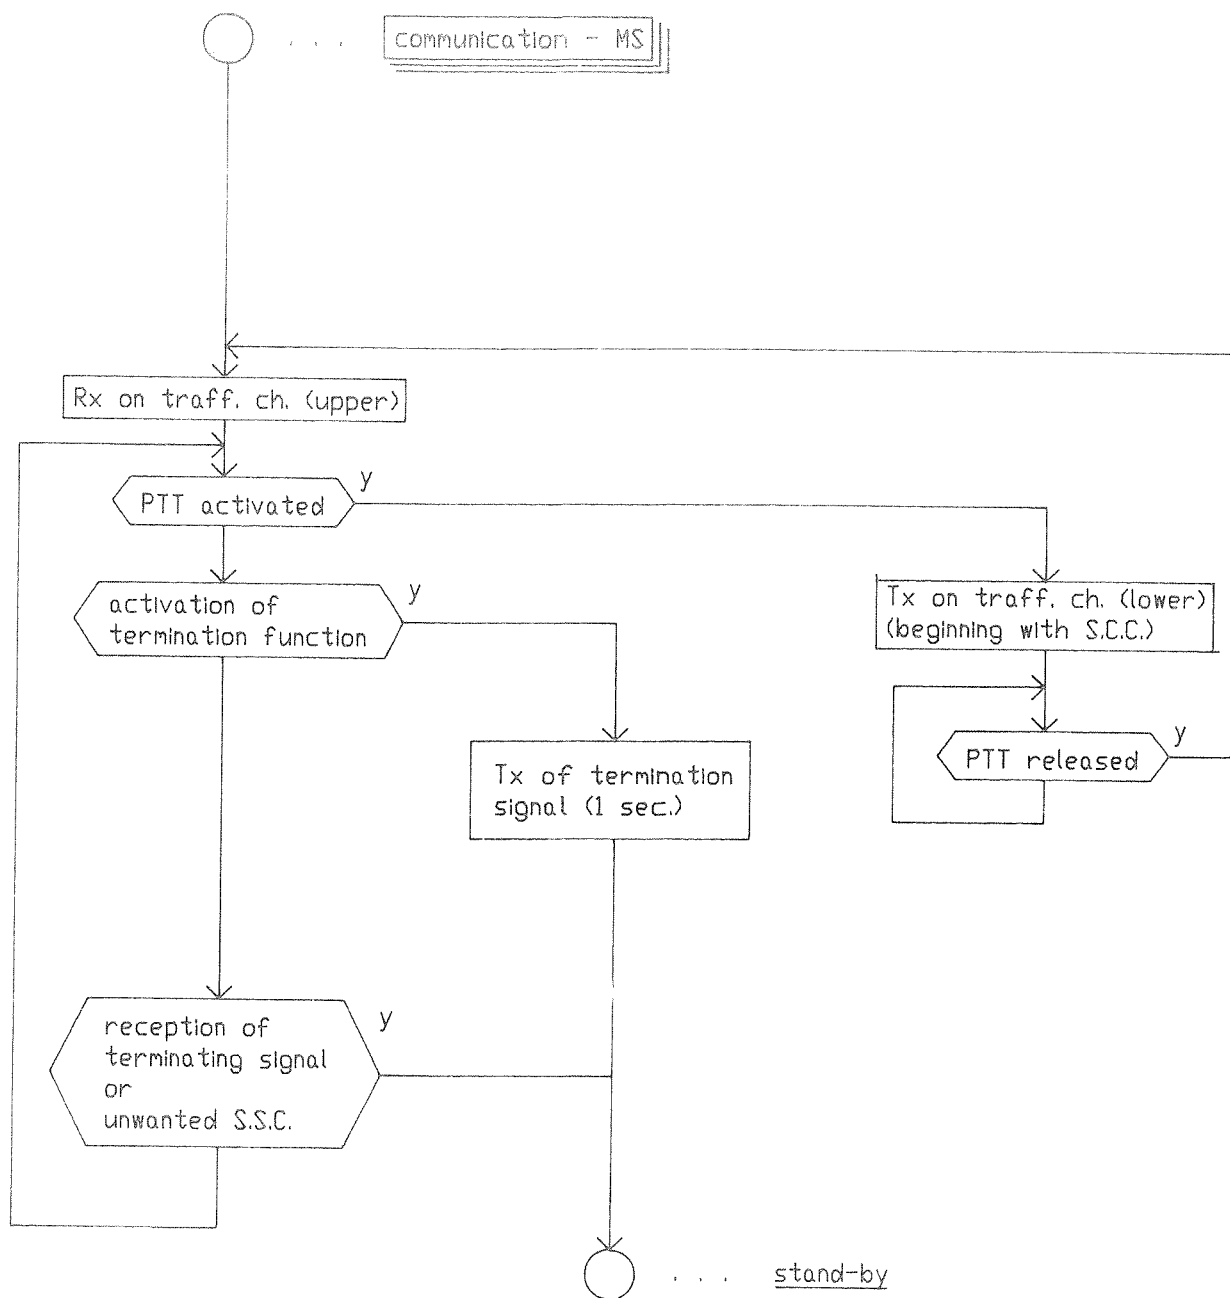 . . . communication - MS
Rx on traff. ch. (upper)
y
PTT activated
y
activation of
termination function
Tx on traff. ch. (lower)
(beginning with S.C.C.)
y
PTT released
Tx of termination
signal (1 sec.)
y
reception of
terminating signal
or
unwanted S.S.C.
. . . stand-by